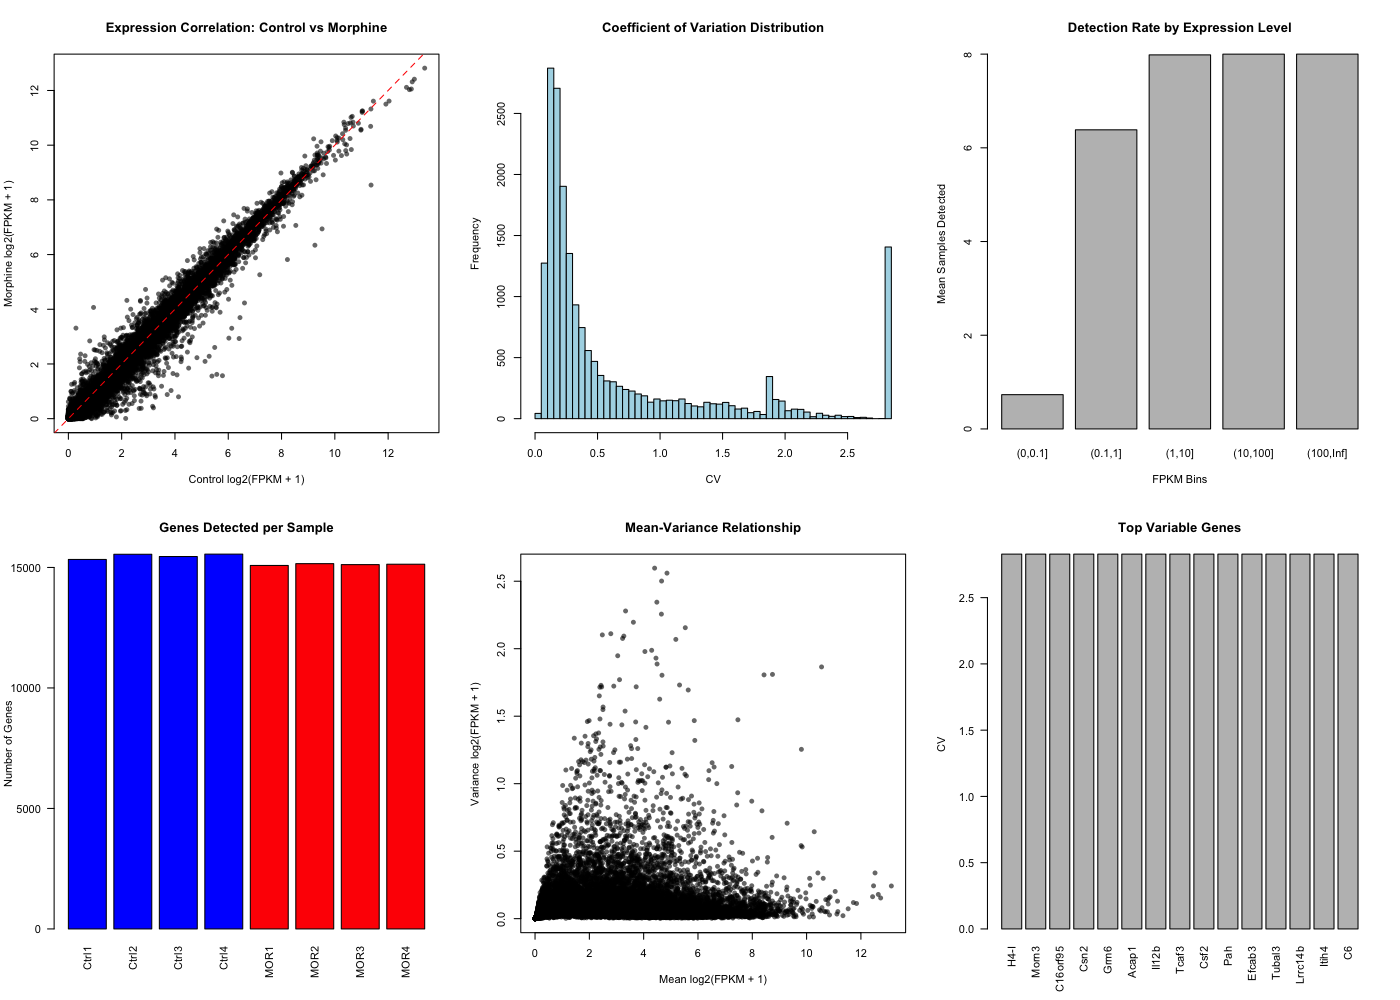 Expression Correlation: Control vs Morphine
Morphine log2(FPKM + 1)
12
10
8
6
4
2
0
0 2 4 6 8 10 12
Control log2(FPKM + 1)
Coefficient of Variation Distribution
Frequency
2500
2000
1500
1000
500
0
0.0 0.5 1.0 1.5 2.0 2.5
CV
Detection Rate by Expression Level
Mean Samples Detected
8
6
4
2
0
(0,0.1] (0.1,1] (1,10] (10,100] (100,Inf]
FPKM Bins
Genes Detected per Sample
Number of Genes
15000
10000
5000
0
Ctrl1 Ctrl2 Ctrl3 Ctrl4 MOR1 MOR2 MOR3 MOR4
Mean-Variance Relationship
Variance log2(FPKM + 1)
2.5
2.0
1.5
1.0
0.5
0.0
0 2 4 6 8 10 12
Mean log2(FPKM + 1)
Top Variable Genes
CV
2.5
2.0
1.5
1.0
0.5
0.0
H4-I Morn3 C16orf95 Csn2 Grm6 Acap1 Il12b Tcaf3 Csf2 Pah Efcab3 Tubal3 Lrrc14b Itih4 C6